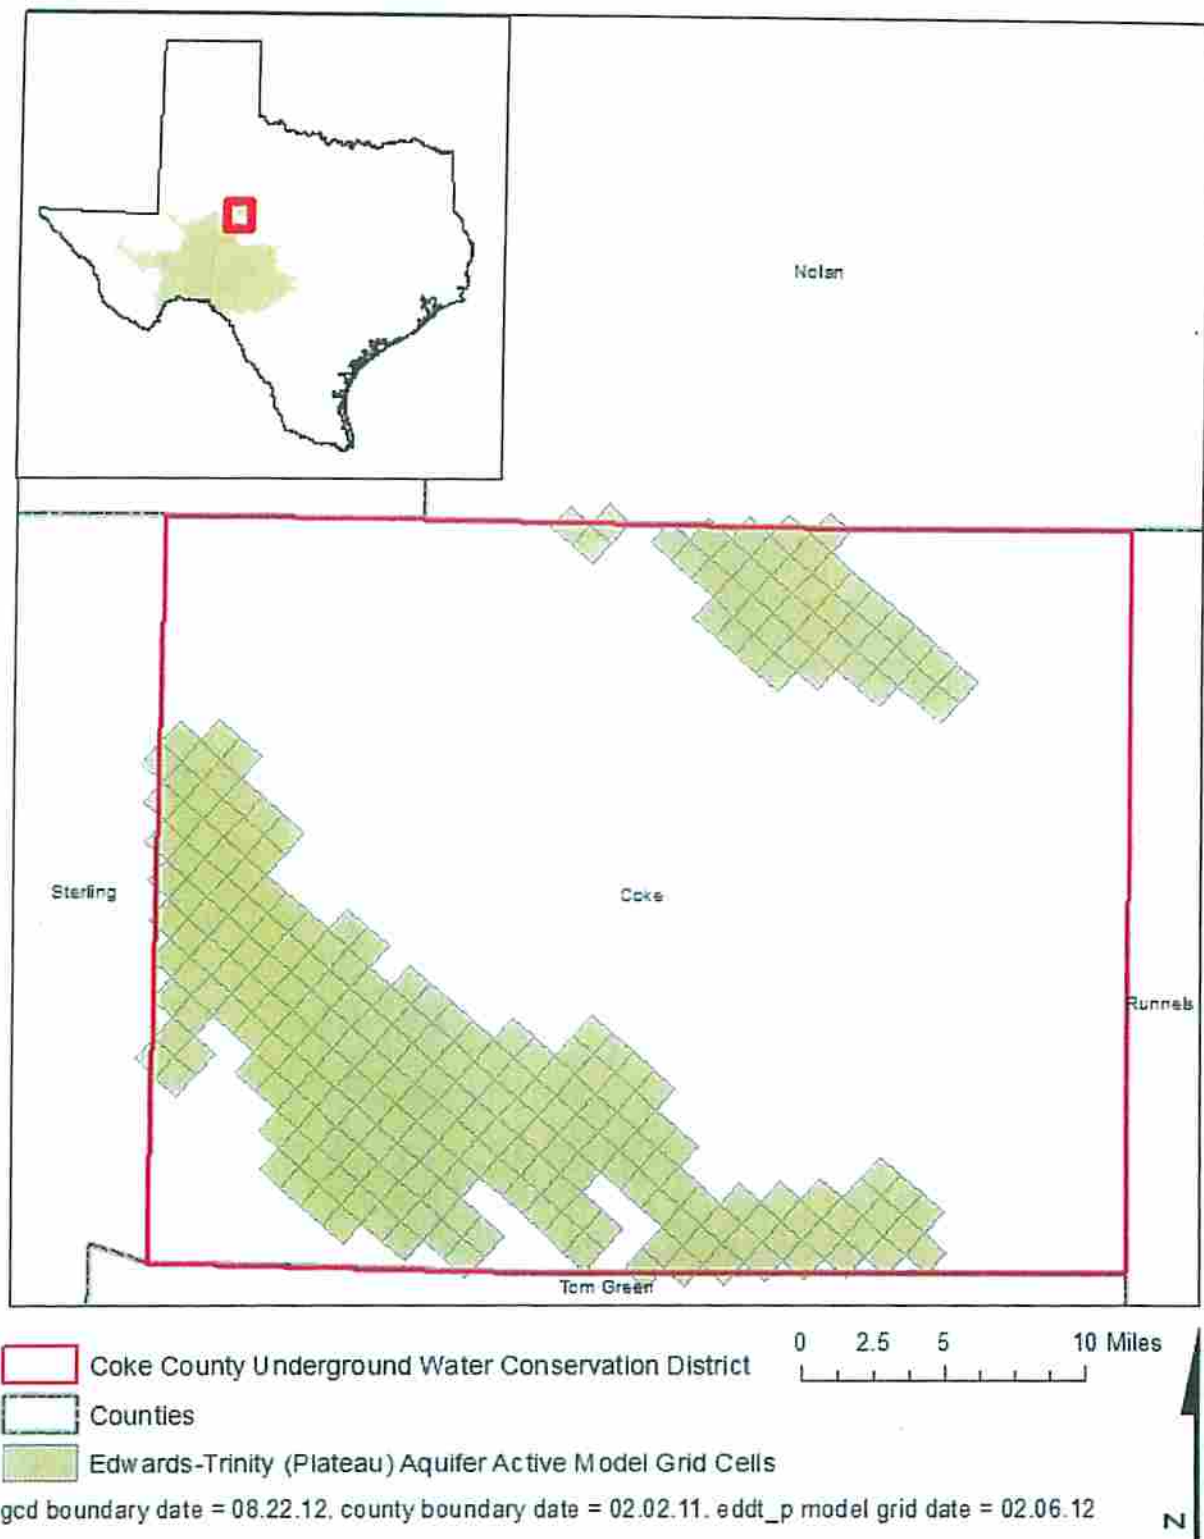 Nolan
Sterling
Coke
Runnels
Tom Green
0 2.5 5 10 Miles
Coke County Underground Water Conservation District
Counties
Edwards-Trinity (Plateau) Aquifer Active Model Grid Cells
gcd boundary date = 08.22.12. county boundary date = 02.02.11. eddt_p model grid date = 02.06.12
N